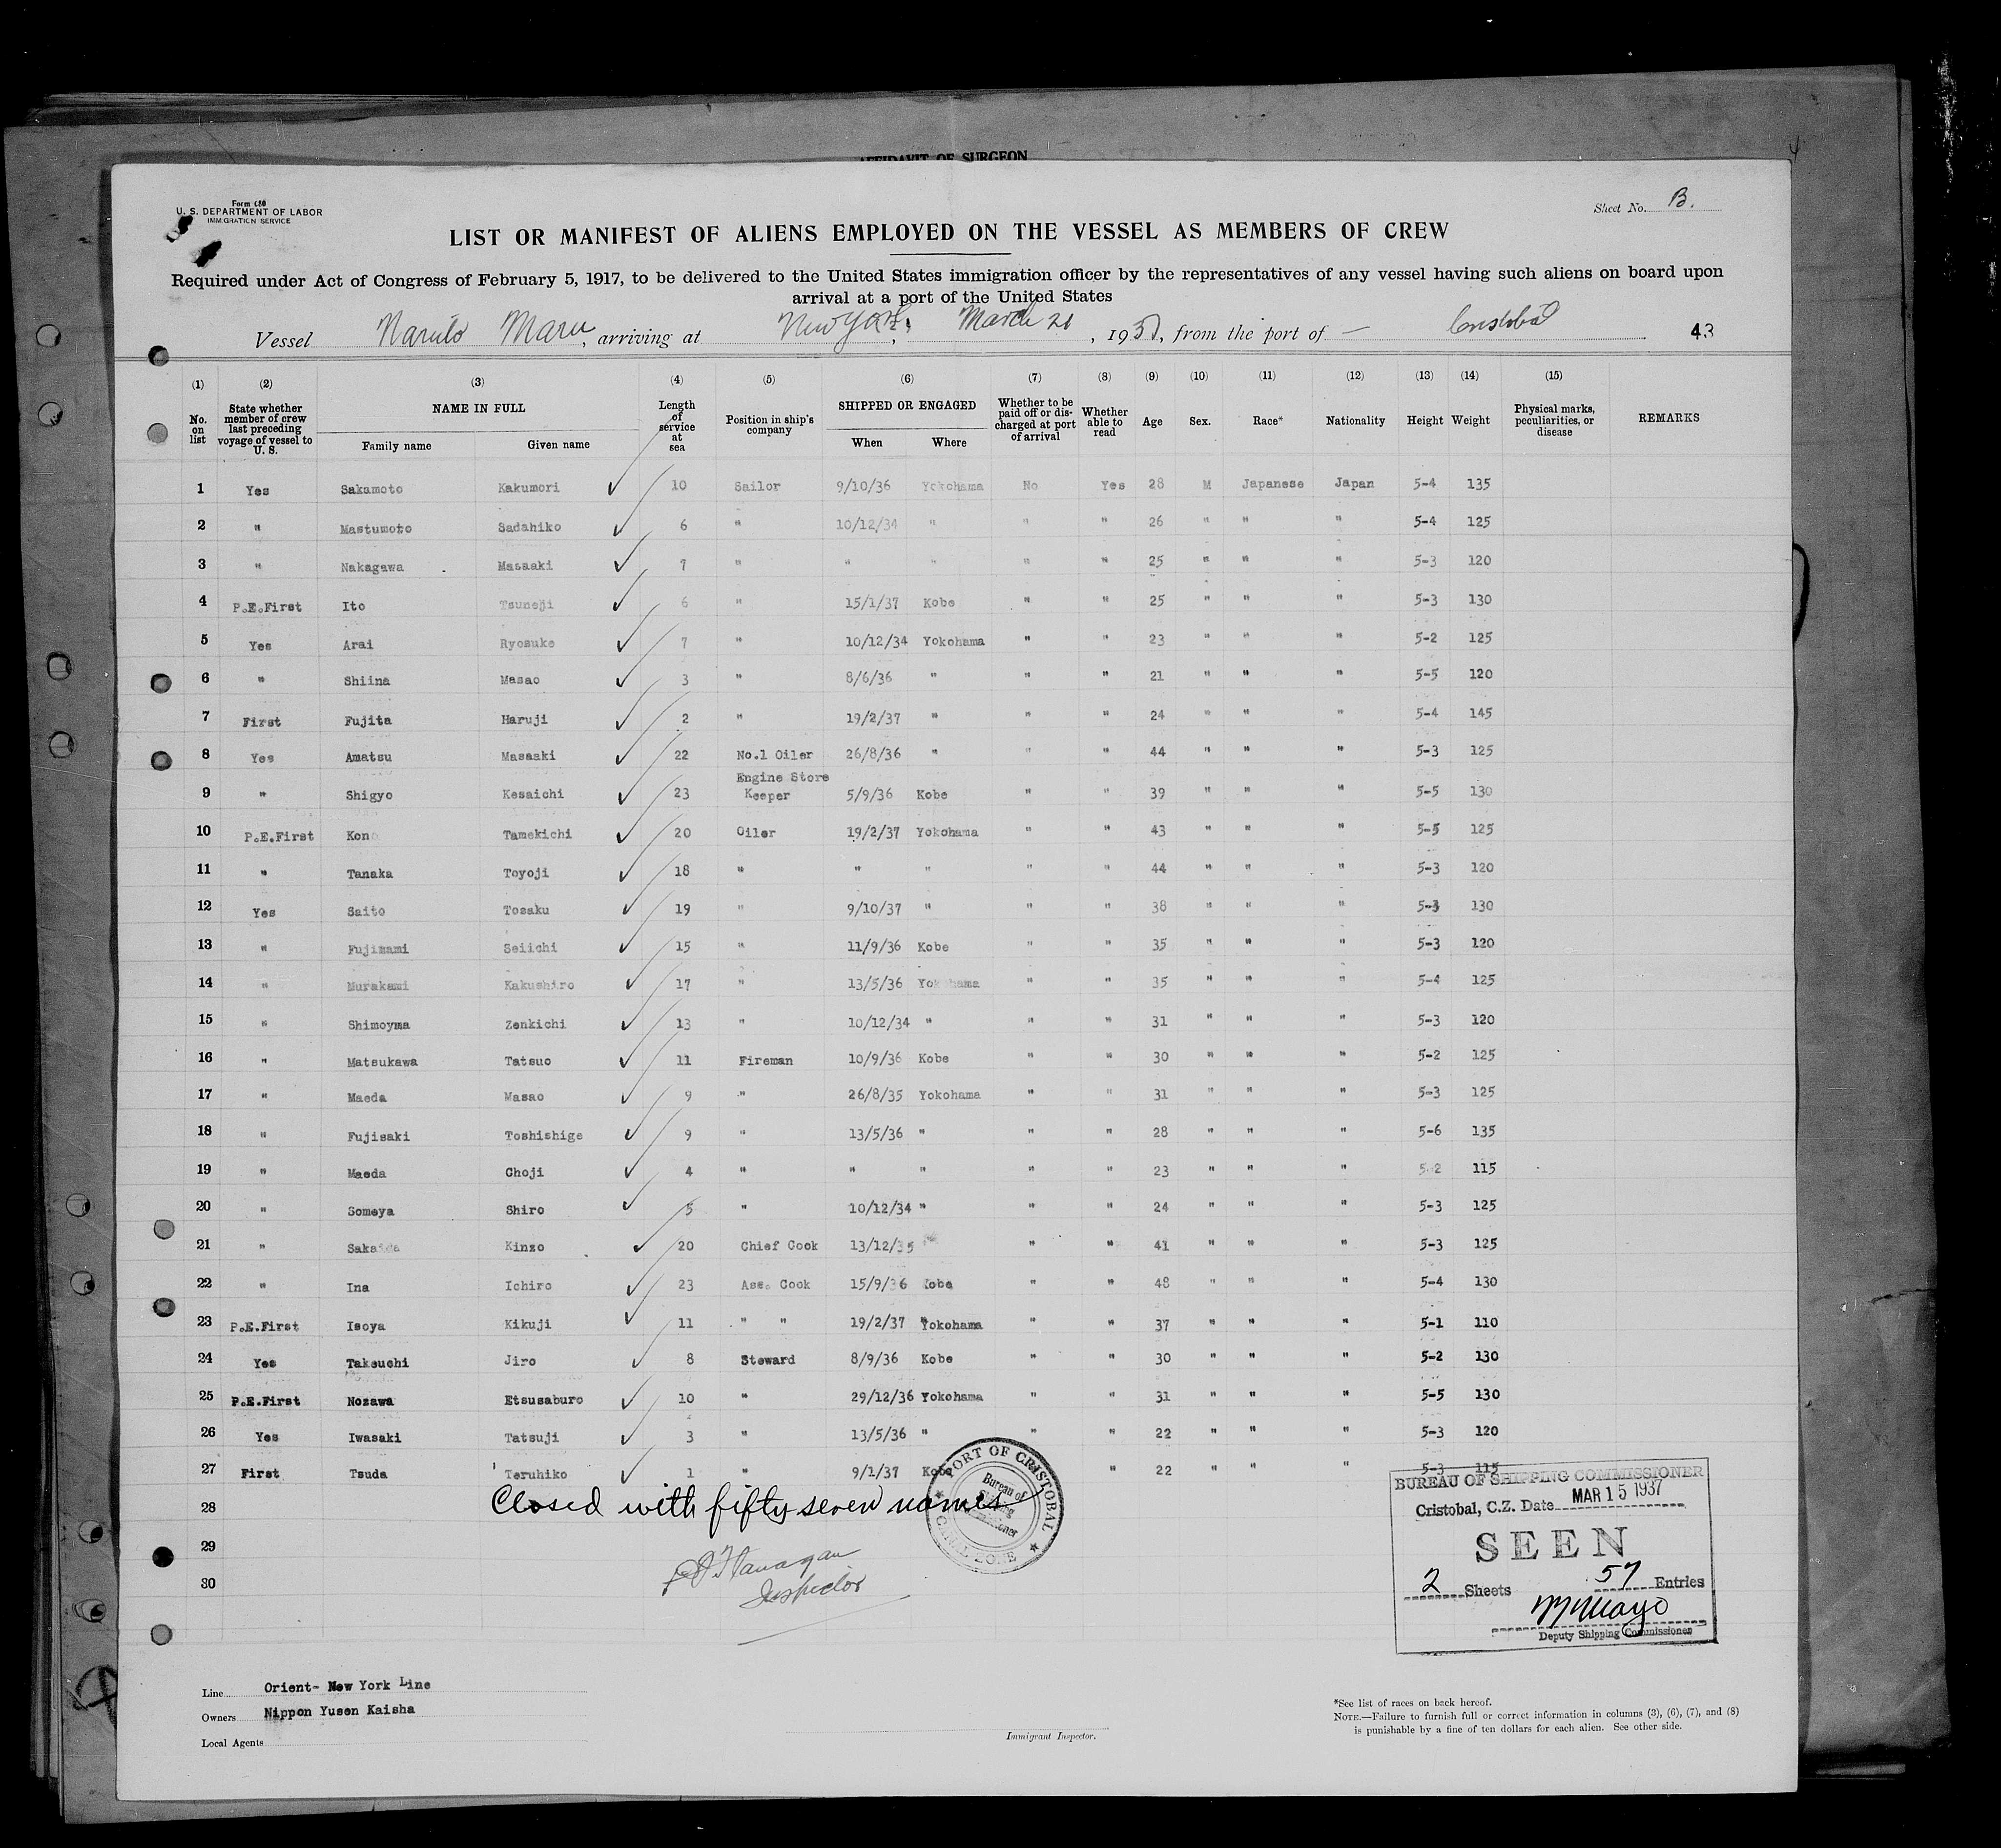 AFFIDAVIT OF SURGEON
Form 680
U. S. DEPARTMENT OF LABOR
IMMIGRATION SERVICE
Sheet No. B.
LIST OR MANIFEST OF ALIENS EMPLOYED ON THE VESSEL AS MEMBERS OF CREW
Required under Act of Congress of February 5, 1917, to be delivered to the United States immigration officer by the representatives of any vessel having such aliens on board upon
arrival at a port of the United States
Vessel Naruto Maru, arriving at New York, March 21, 1937, from the port of — Cristobal 43
(1) (2) (3) (4) (5) (6) (7) (8) (9) (10) (11) (12) (13) (14) (15)
No. on list State whether member of crew last preceding voyage of vessel to U. S. NAME IN FULL Family name Given name Length of service at sea Position in ship's company SHIPPED OR ENGAGED When Where Whether to be paid off or discharged at port of arrival Whether able to read Age Sex. Race* Nationality Height Weight Physical marks, peculiarities, or disease REMARKS
1 Yes Sakamoto Kakumori ✓ 10 Sailor 9/10/36 Yokohama No Yes 28 M Japanese Japan 5-4 135
2 " Mastumoto Sadahiko ✓ 6 " 10/12/34 " " " 26 " " " 5-4 125
3 " Nakagawa Masaaki ✓ 7 " " " " " 25 " " " 5-3 120
4 P.E.First Ito Tsuneji ✓ 6 " 15/1/37 Kobe " " 25 " " " 5-3 130
5 Yes Arai Ryosuke ✓ 7 " 10/12/34 Yokohama " " 23 " " " 5-2 125
6 " Shiina Masao ✓ 3 " 8/6/36 " " " 21 " " " 5-5 120
7 First Fujita Haruji ✓ 2 " 19/2/37 " " " 24 " " " 5-4 145
8 Yes Amatsu Masaaki ✓ 22 No.1 Oiler 26/8/36 " " " 44 " " " 5-3 125
9 " Shigyo Kesaichi ✓ 23 Engine Store Keeper 5/9/36 Kobe " " 39 " " " 5-5 130
10 P.E.First Kono Tamekichi ✓ 20 Oiler 19/2/37 Yokohama " " 43 " " " 5-5 125
11 " Tanaka Toyoji ✓ 18 " " " " " 44 " " " 5-3 120
12 Yes Saito Tosaku ✓ 19 " 9/10/37 " " " 38 " " " 5-3 130
13 " Fujinami Seiichi ✓ 15 " 11/9/36 Kobe " " 35 " " " 5-3 120
14 " Murakami Kakushiro ✓ 17 " 13/5/36 Yokohama " " 35 " " " 5-4 125
15 " Shimoyma Zenkichi ✓ 13 " 10/12/34 " " " 31 " " " 5-3 120
16 " Matsukawa Tatsuo ✓ 11 Fireman 10/9/36 Kobe " " 30 " " " 5-2 125
17 " Maeda Masao ✓ 9 " 26/8/35 Yokohama " " 31 " " " 5-3 125
18 " Fujisaki Toshishige ✓ 9 " 13/5/36 " " " 28 " " " 5-6 135
19 " Maeda Choji ✓ 4 " " " " " 23 " " " 5-2 115
20 " Someya Shiro ✓ 5 " 10/12/34 " " " 24 " " " 5-3 125
21 " Kinzo ✓ 20 Chief Cook 13/12/35 " " " 41 " " " 5-3 125
22 " Ina Ichiro ✓ 23 Ass. Cook 15/9/36 Kobe " " 48 " " " 5-4 130
23 P.E.First Isoya Kikuji ✓ 11 " " 19/2/37 Yokohama " " 37 " " " 5-1 110
24 Yes Takeuchi Jiro ✓ 8 Steward 8/9/36 Kobe " " 30 " " " 5-2 130
25 P.E.First Nozawa Etsusaburo ✓ 10 " 29/12/36 Yokohama " " 31 " " " 5-5 130
26 Yes Iwasaki Tatsuji ✓ 3 " 13/5/36 " " " 22 " " " 5-3 120
27 First Tsuda Teruhiko ✓ 1 " 9/1/37 Kobe " 22 " " " 5-3 115
28 Closed with fifty seven names
29
30
Flanagan
Inspector
PORT OF CRISTOBAL
Bureau of Shipping Commissioner
CANAL ZONE
BUREAU OF SHIPPING COMMISSIONER
Cristobal, C.Z. Date MAR 15 1937
SEEN
2 Sheets 57 Entries
Deputy Shipping Commissioner
Line Orient- New York Line
Owners Nippon Yusen Kaisha
Local Agents
Immigrant Inspector.
*See list of races on back hereof.
NOTE.—Failure to furnish full or correct information in columns (3), (6), (7), and (8)
is punishable by a fine of ten dollars for each alien. See other side.